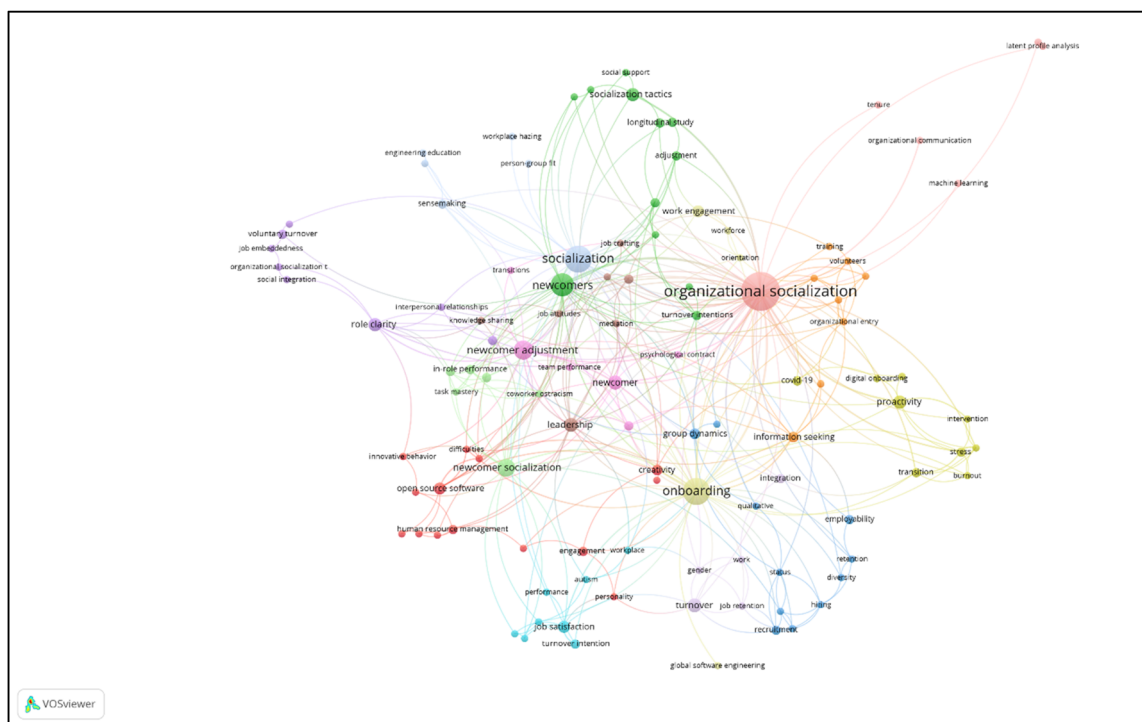 latent profile analysis
social support
socialization tactics
tenure
longitudinal study
workplace hazing
organizational communication
engineering education
adjustment
person-group fit
machine learning
sensemaking
work engagement
workforce
voluntary turnover
job crafting
training
job embeddedness
socialization
orientation
volunteers
organizational socialization t
transitions
social integration
newcomers
organizational socialization
interpersonal relationships
job attitudes
turnover intentions
knowledge sharing
mediation
organizational entry
role clarity
newcomer adjustment
psychological contract
team performance
in-role performance
newcomer
covid-19
digital onboarding
task mastery
coworker ostracism
proactivity
intervention
leadership
group dynamics
information seeking
difficulties
stress
innovative behavior
newcomer socialization
creativity
transition
burnout
integration
open source software
onboarding
qualitative
employability
human resource management
engagement
workplace
work
retention
gender
status
autism
diversity
performance
personality
turnover
job retention
hiring
job satisfaction
recruitment
turnover intention
global software engineering
VOSviewer